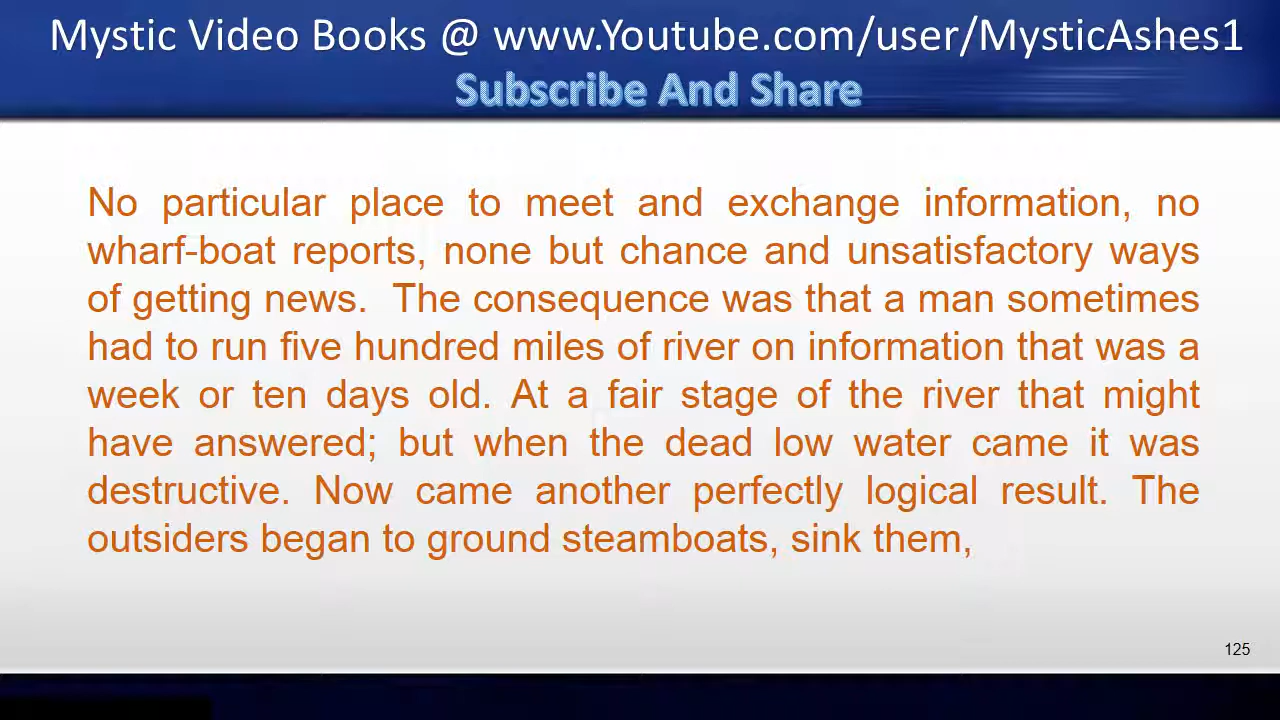 Mystic Video Books @ www.Youtube.com/user/MysticAshes1
Subscribe And Share
No particular place to meet and exchange information, no
wharf-boat reports, none but chance and unsatisfactory ways
of getting news.  The consequence was that a man sometimes
had to run five hundred miles of river on information that was a
week or ten days old. At a fair stage of the river that might
have answered; but when the dead low water came it was
destructive. Now came another perfectly logical result. The
outsiders began to ground steamboats, sink them,
125